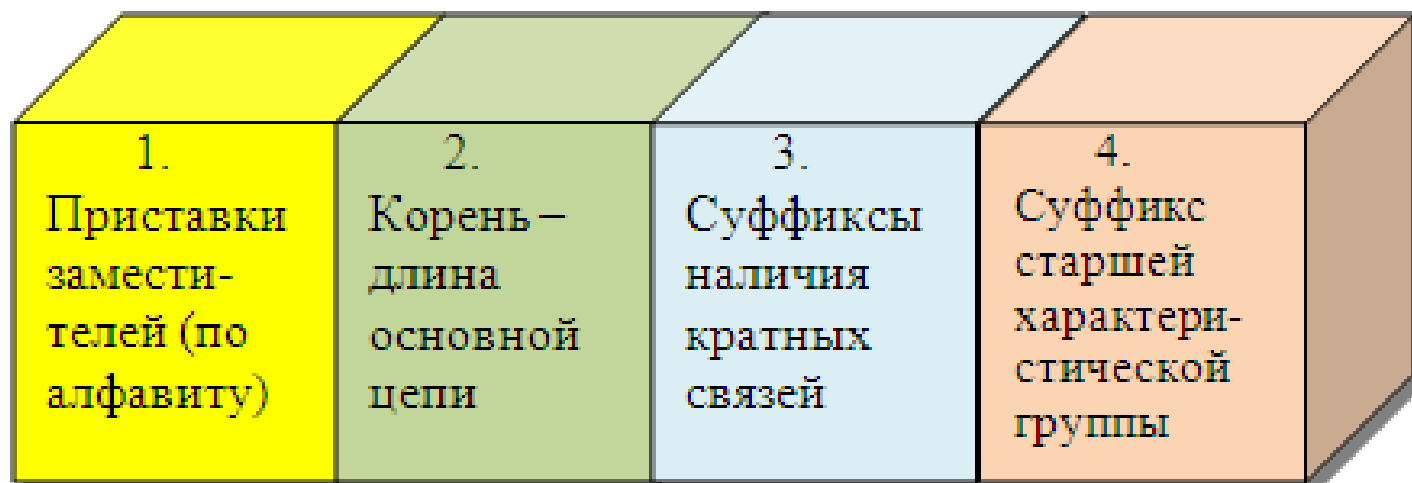 1.
Приставки
замести-
телей (по
алфавиту)
2.
Корень –
длина
основной
цепи
3.
Суффиксы
наличия
кратных
связей
4.
Суффикс
старшей
характери-
стической
группы